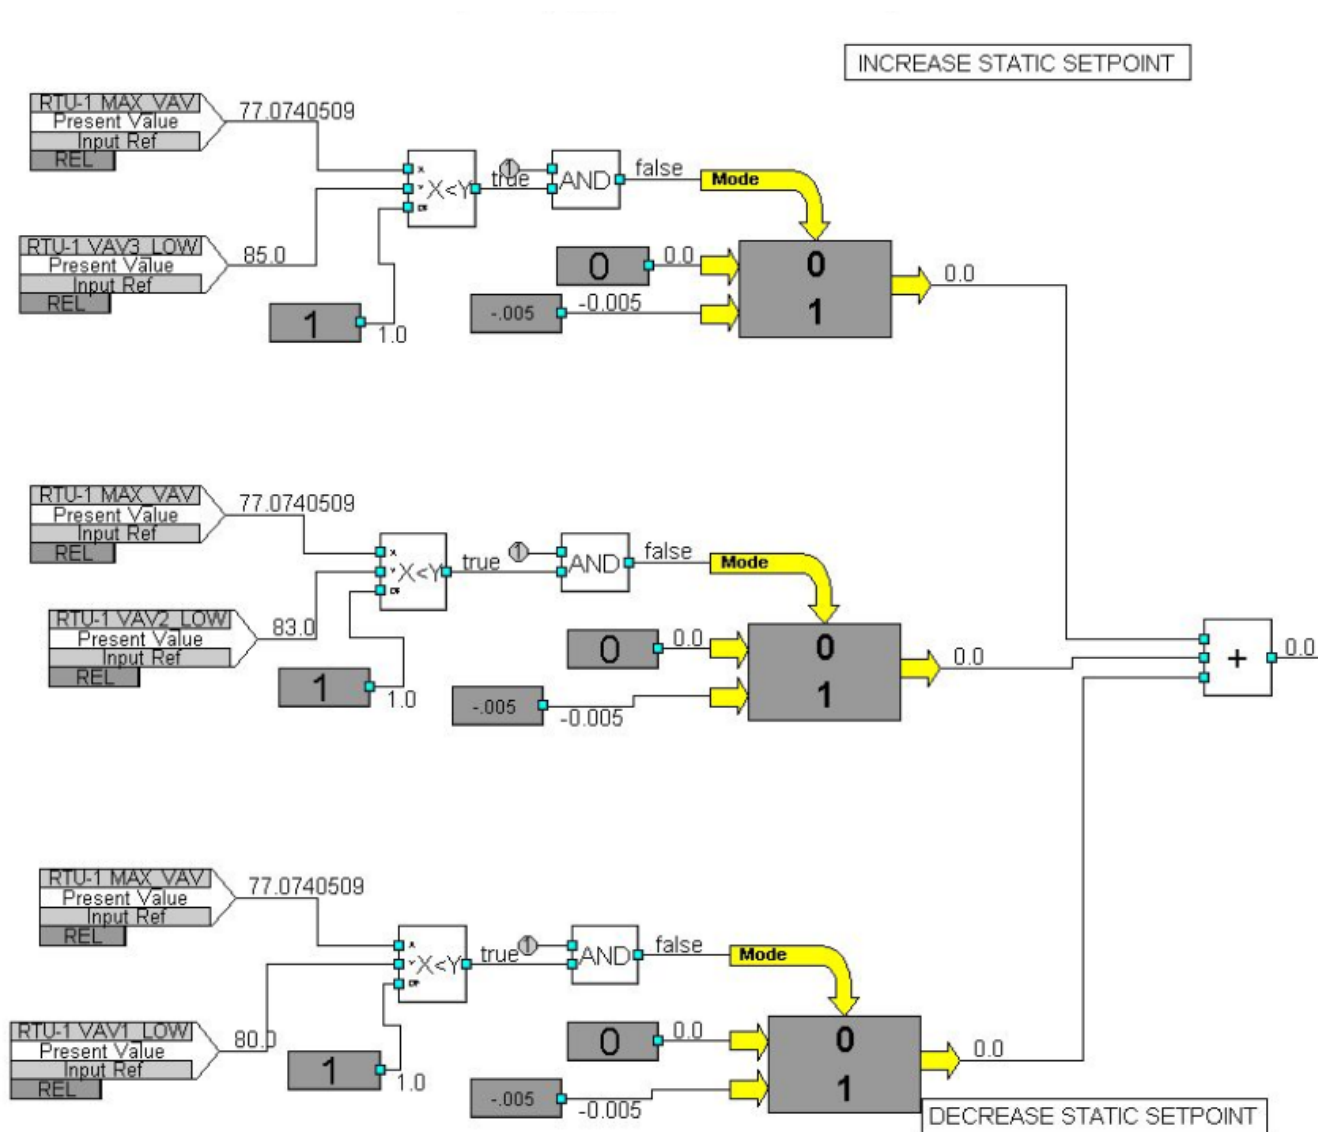 INCREASE STATIC SETPOINT
RTU-1 MAX_VAV
Present Value
Input Ref
REL
77.0740509
X
Y
DF
X<Y
true
1
AND
false
Mode
RTU-1 VAV3_LOW
Present Value
Input Ref
REL
85.0
1
1.0
0
0.0
-.005
-0.005
0
1
0.0
RTU-1 MAX_VAV
Present Value
Input Ref
REL
77.0740509
X
Y
DF
X<Y
true
1
AND
false
Mode
RTU-1 VAV2_LOW
Present Value
Input Ref
REL
83.0
1
1.0
0
0.0
-.005
-0.005
0
1
0.0
+
0.0
RTU-1 MAX_VAV
Present Value
Input Ref
REL
77.0740509
X
Y
DF
X<Y
true
1
AND
false
Mode
RTU-1 VAV1_LOW
Present Value
Input Ref
REL
80.0
1
1.0
0
0.0
-.005
-0.005
0
1
0.0
DECREASE STATIC SETPOINT